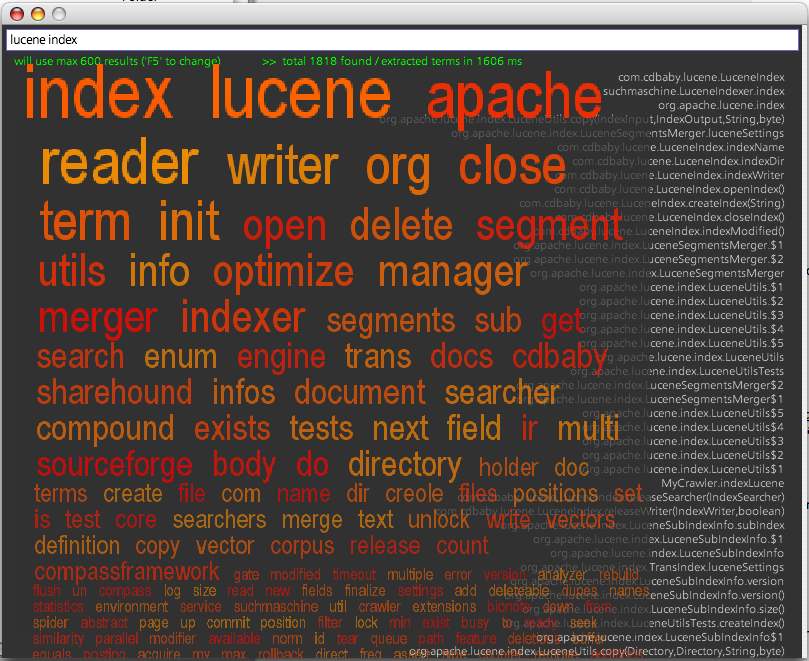 lucene index
will use max 600 results ('F5' to change) >> total 1818 found / extracted terms in 1606 ms
index lucene apache
reader writer org close
term init open delete segment
utils info optimize manager
merger indexer segments sub get
search enum engine trans docs cdbaby
sharehound infos document searcher
compound exists tests next field ir multi
sourceforge body do directory holder doc
terms create file com name dir creole files positions set
is test core searchers merge text unlock write vectors
definition copy vector corpus release count
compassframework gate modified timeout multiple error version analyzer rebuild
flush un compass log size read new fields finalize settings add deleteable dupes names
statistics environment service suchmaschine util crawler extensions bionots down from
spider abstract page up commit position filter lock min exist busy to apache seek
similarity parallel modifier available norm id tear queue path feature
equals posting acquire my max rollback direct freq
com.cdbaby.lucene.LuceneIndex
suchmaschine.LuceneIndexer.index
org.apache.lucene.index
org.apache.lucene.index.LuceneUtils.copy(IndexInput,IndexOutput,String,byte)
org.apache.lucene.index.LuceneSegmentsMerger.luceneSettings
com.cdbaby.lucene.LuceneIndex.indexName
com.cdbaby.lucene.LuceneIndex.indexDir
com.cdbaby.lucene.LuceneIndex.indexWriter
com.cdbaby.lucene.LuceneIndex.openIndex()
com.cdbaby.lucene.LuceneIndex.createIndex(String)
com.cdbaby.lucene.LuceneIndex.closeIndex()
com.cdbaby.lucene.LuceneIndex.indexModified()
org.apache.lucene.index.LuceneSegmentsMerger.$1
org.apache.lucene.index.LuceneSegmentsMerger.$2
org.apache.lucene.index.LuceneSegmentsMerger
org.apache.lucene.index.LuceneUtils.$1
org.apache.lucene.index.LuceneUtils.$2
org.apache.lucene.index.LuceneUtils.$3
org.apache.lucene.index.LuceneUtils.$4
org.apache.lucene.index.LuceneUtils.$5
org.apache.lucene.index.LuceneUtils
org.apache.lucene.index.LuceneUtilsTests
org.apache.lucene.index.LuceneSegmentsMerger$2
org.apache.lucene.index.LuceneSegmentsMerger$1
org.apache.lucene.index.LuceneUtils$5
org.apache.lucene.index.LuceneUtils$4
org.apache.lucene.index.LuceneUtils$3
org.apache.lucene.index.LuceneUtils$2
org.apache.lucene.index.LuceneUtils$1
MyCrawler.indexLucene
releaseSearcher(IndexSearcher)
releaseWriter(IndexWriter,boolean)
org.apache.lucene.index.LuceneSubIndexInfo.subIndex
org.apache.lucene.index.LuceneSubIndexInfo.$1
org.apache.lucene.index.LuceneSubIndexInfo
TransIndex.luceneSettings
org.apache.lucene.index.LuceneSubIndexInfo.version
org.apache.lucene.index.LuceneSubIndexInfo.version()
org.apache.lucene.index.LuceneSubIndexInfo.size()
org.apache.lucene.index.LuceneUtilsTests.createIndex()
org.apache.lucene.index.LuceneSubIndexInfo$1
org.apache.lucene.index.LuceneUtils.copy(Directory,Directory,String,byte)